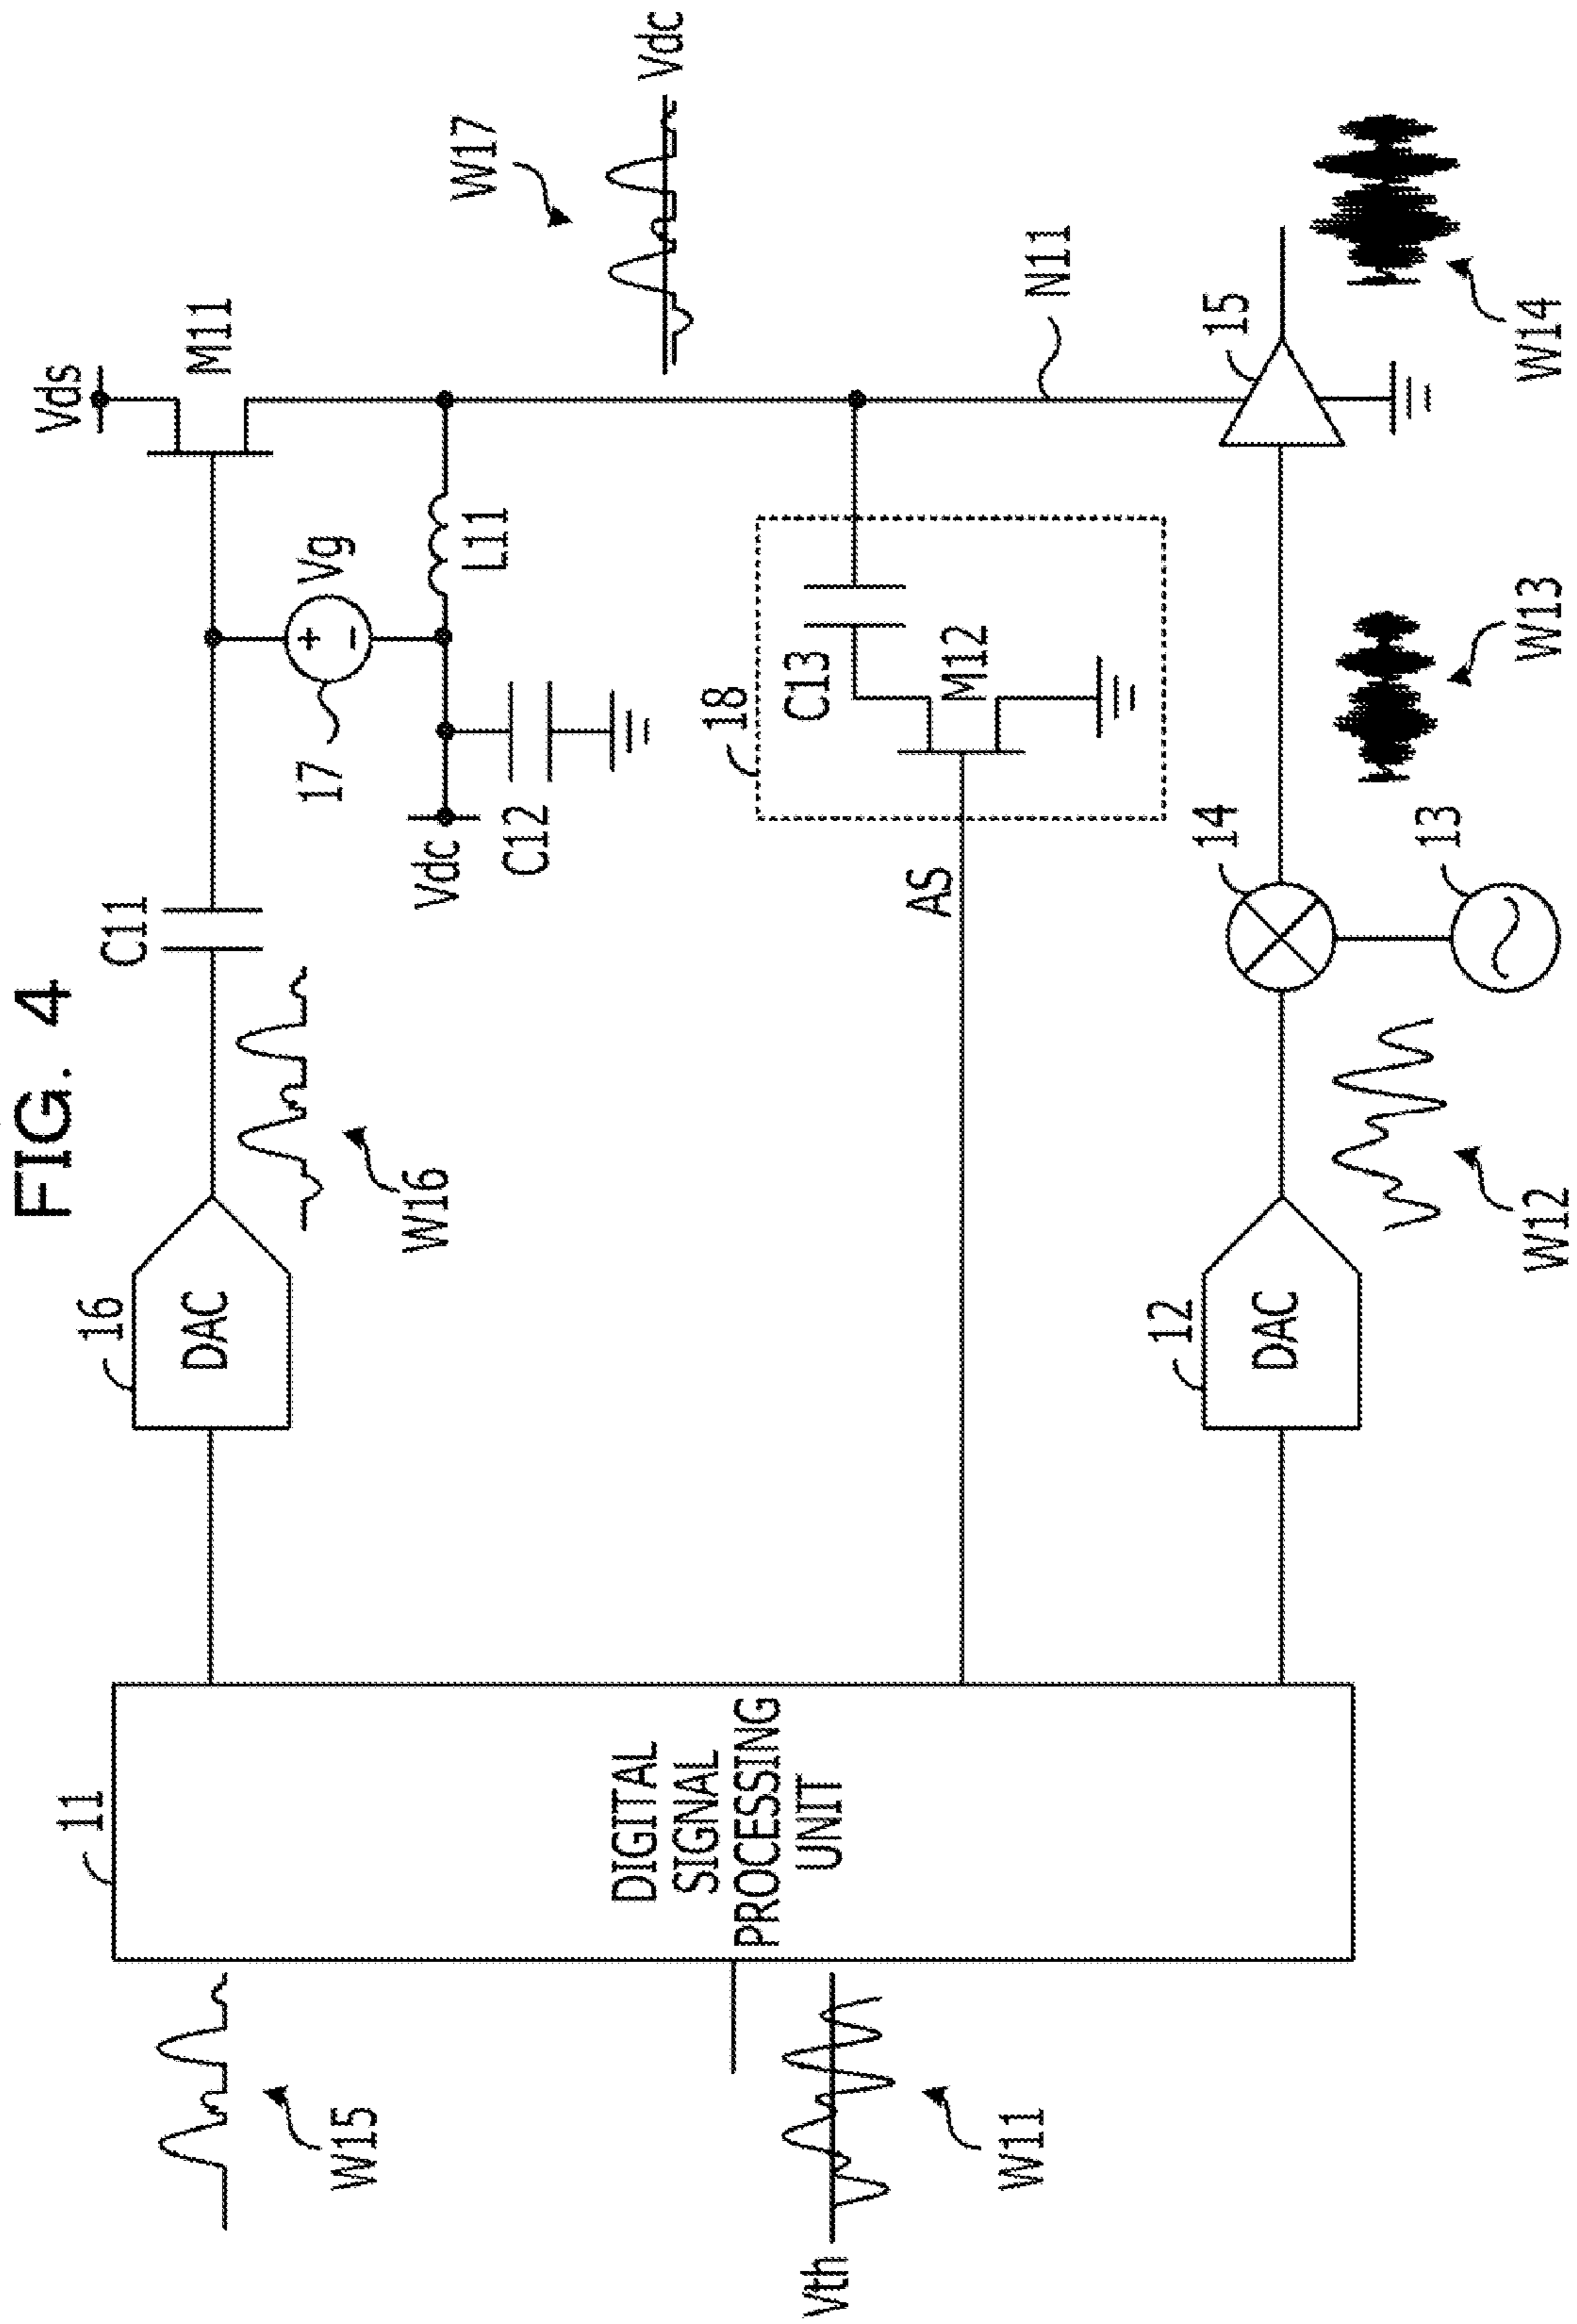 FIG. 4
11
DIGITAL
SIGNAL
PROCESSING
UNIT
W15
Vth
W11
16
DAC
W16
C11
17
Vg
Vds
M11
L11
Vdc
C12
W17
Vdc
18
C13
M12
AS
N11
12
DAC
W12
14
13
W13
15
W14